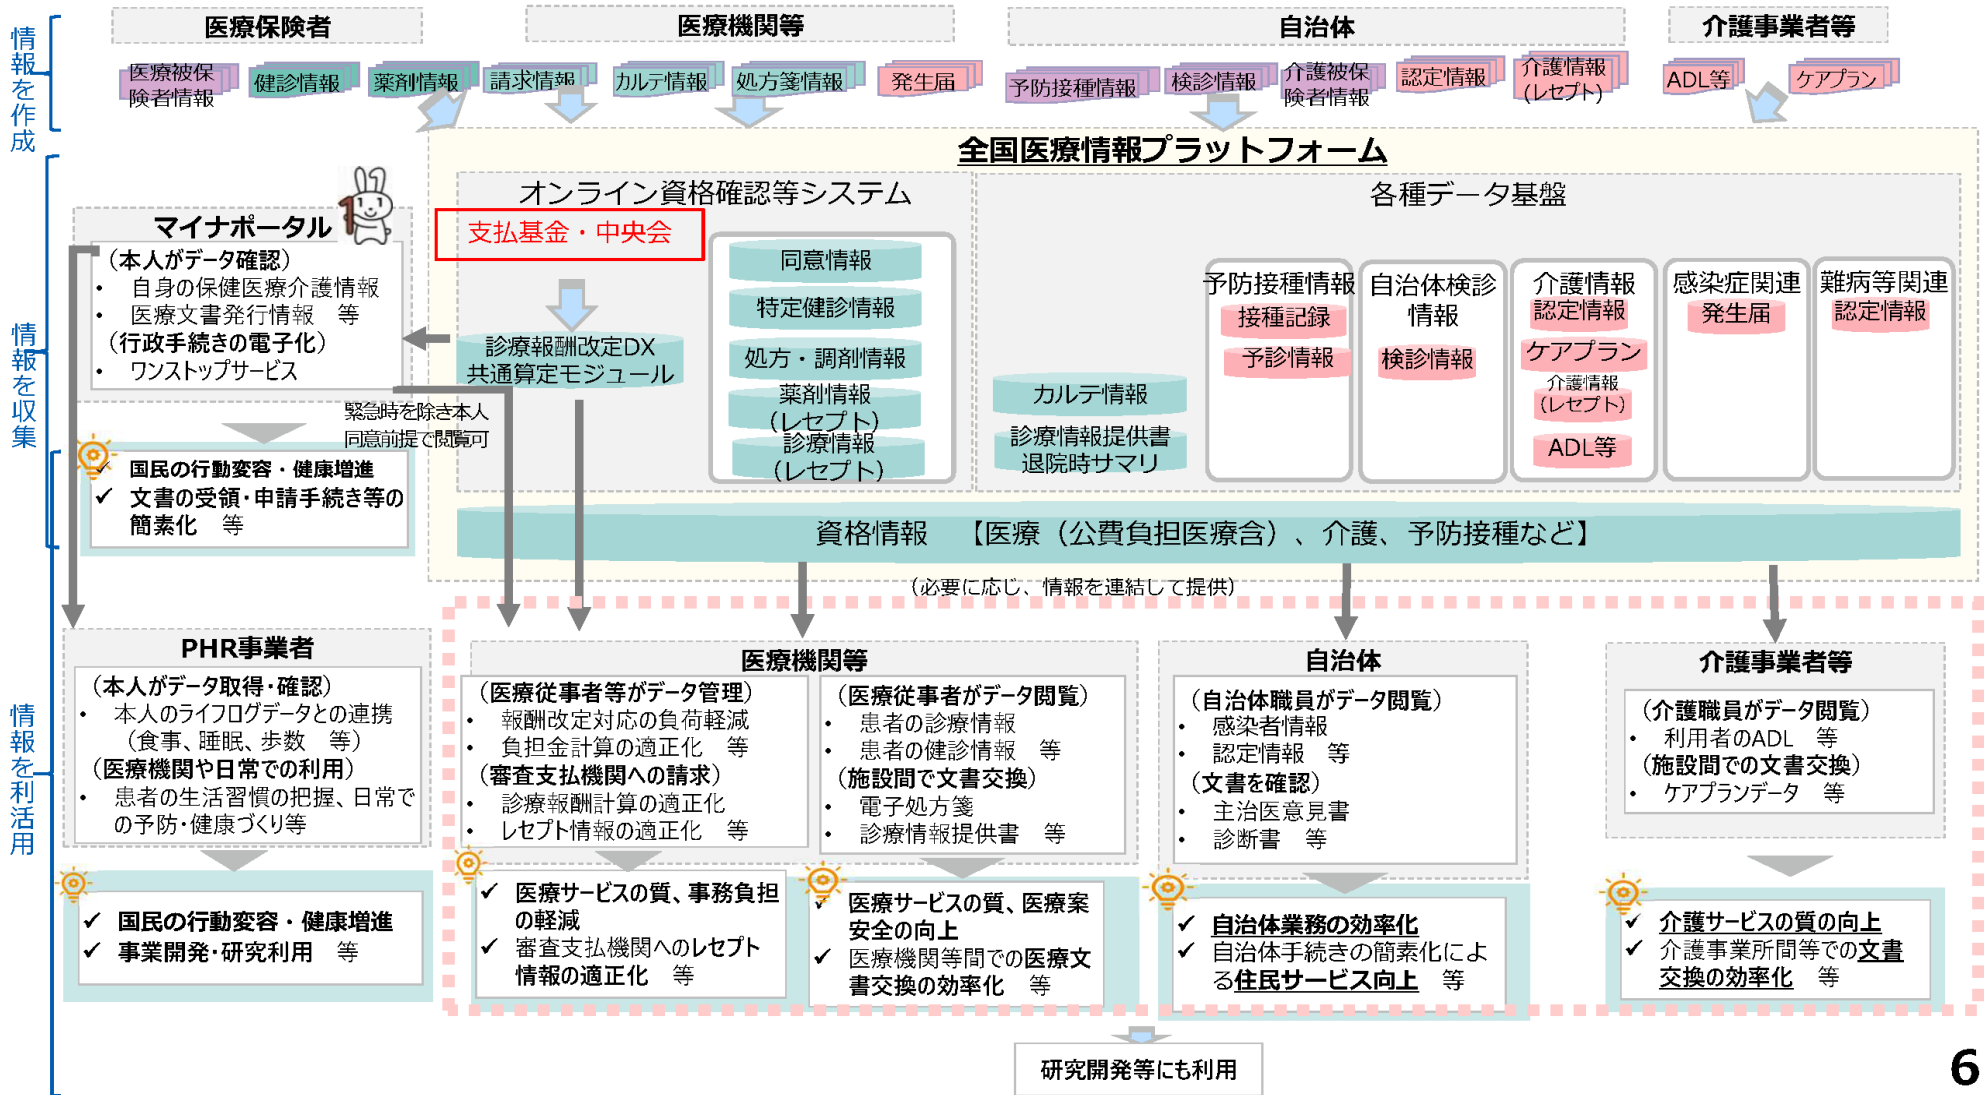 情報を作成
医療保険者
医療機関等
自治体
介護事業者等
医療被保
険者情報
健診情報
薬剤情報
請求情報
カルテ情報
処方箋情報
発生届
予防接種情報
検診情報
介護被保
険者情報
認定情報
介護情報
(レセプト)
ADL等
ケアプラン
情報を収集
全国医療情報プラットフォーム
オンライン資格確認等システム
支払基金・中央会
診療報酬改定DX
共通算定モジュール
同意情報
特定健診情報
処方・調剤情報
薬剤情報
(レセプト)
診療情報
(レセプト)
各種データ基盤
カルテ情報
診療情報提供書
退院時サマリ
予防接種情報
接種記録
予診情報
自治体検診
情報
検診情報
介護情報
認定情報
ケアプラン
介護情報
(レセプト)
ADL等
感染症関連
発生届
難病等関連
認定情報
資格情報 【医療（公費負担医療含）、介護、予防接種など】
(必要に応じ、情報を連結して提供)
マイナポータル
(本人がデータ確認)
・ 自身の保健医療介護情報
・ 医療文書発行情報 等
(行政手続きの電子化)
・ ワンストップサービス
緊急時を除き本人
同意前提で閲覧可
✓ 国民の行動変容・健康増進
✓ 文書の受領・申請手続き等の
簡素化 等
情報を利活用
PHR事業者
(本人がデータ取得・確認)
・ 本人のライフログデータとの連携
（食事、睡眠、歩数 等）
(医療機関や日常での利用)
・ 患者の生活習慣の把握、日常で
の予防・健康づくり等
✓ 国民の行動変容・健康増進
✓ 事業開発・研究利用 等
医療機関等
(医療従事者等がデータ管理)
・ 報酬改定対応の負荷軽減
・ 負担金計算の適正化 等
(審査支払機関への請求)
・ 診療報酬計算の適正化
・ レセプト情報の適正化 等
(医療従事者がデータ閲覧)
・ 患者の診療情報
・ 患者の健診情報 等
(施設間で文書交換)
・ 電子処方箋
・ 診療情報提供書 等
✓ 医療サービスの質、事務負担
の軽減
✓ 審査支払機関へのレセプト
情報の適正化 等
✓ 医療サービスの質、医療案
安全の向上
✓ 医療機関等間での医療文
書交換の効率化 等
自治体
(自治体職員がデータ閲覧)
・ 感染者情報
・ 認定情報 等
(文書を確認)
・ 主治医意見書
・ 診断書 等
✓ 自治体業務の効率化
✓ 自治体手続きの簡素化によ
る住民サービス向上 等
介護事業者等
(介護職員がデータ閲覧)
・ 利用者のADL 等
(施設間での文書交換)
・ ケアプランデータ 等
✓ 介護サービスの質の向上
✓ 介護事業所間等での文書
交換の効率化 等
研究開発等にも利用
6